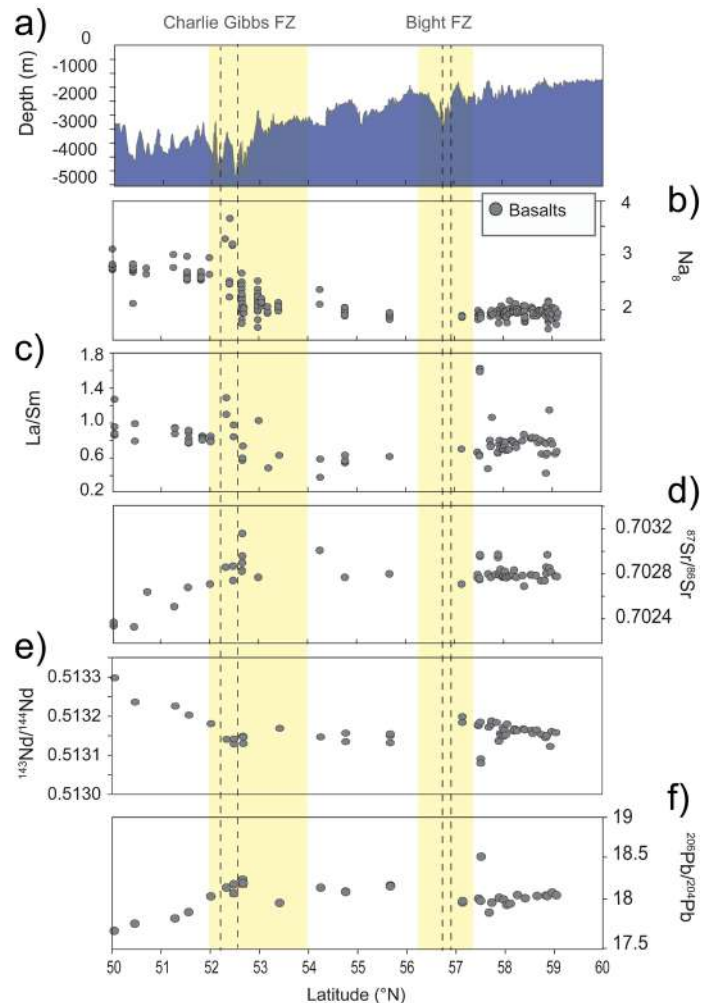 Charlie Gibbs FZ Bight FZ
a)
0
-1000
-2000
-3000
-4000
-5000
Depth (m)
b)
Basalts
4
3
2
Na8
c)
1.8
1.4
1.0
0.6
0.2
La/Sm
d)
0.7032
0.7028
0.7024
87Sr/86Sr
e)
0.5133
0.5132
0.5131
0.5130
143Nd/144Nd
f)
19
18.5
18
17.5
206Pb/204Pb
50 51 52 53 54 55 56 57 58 59 60
Latitude (°N)